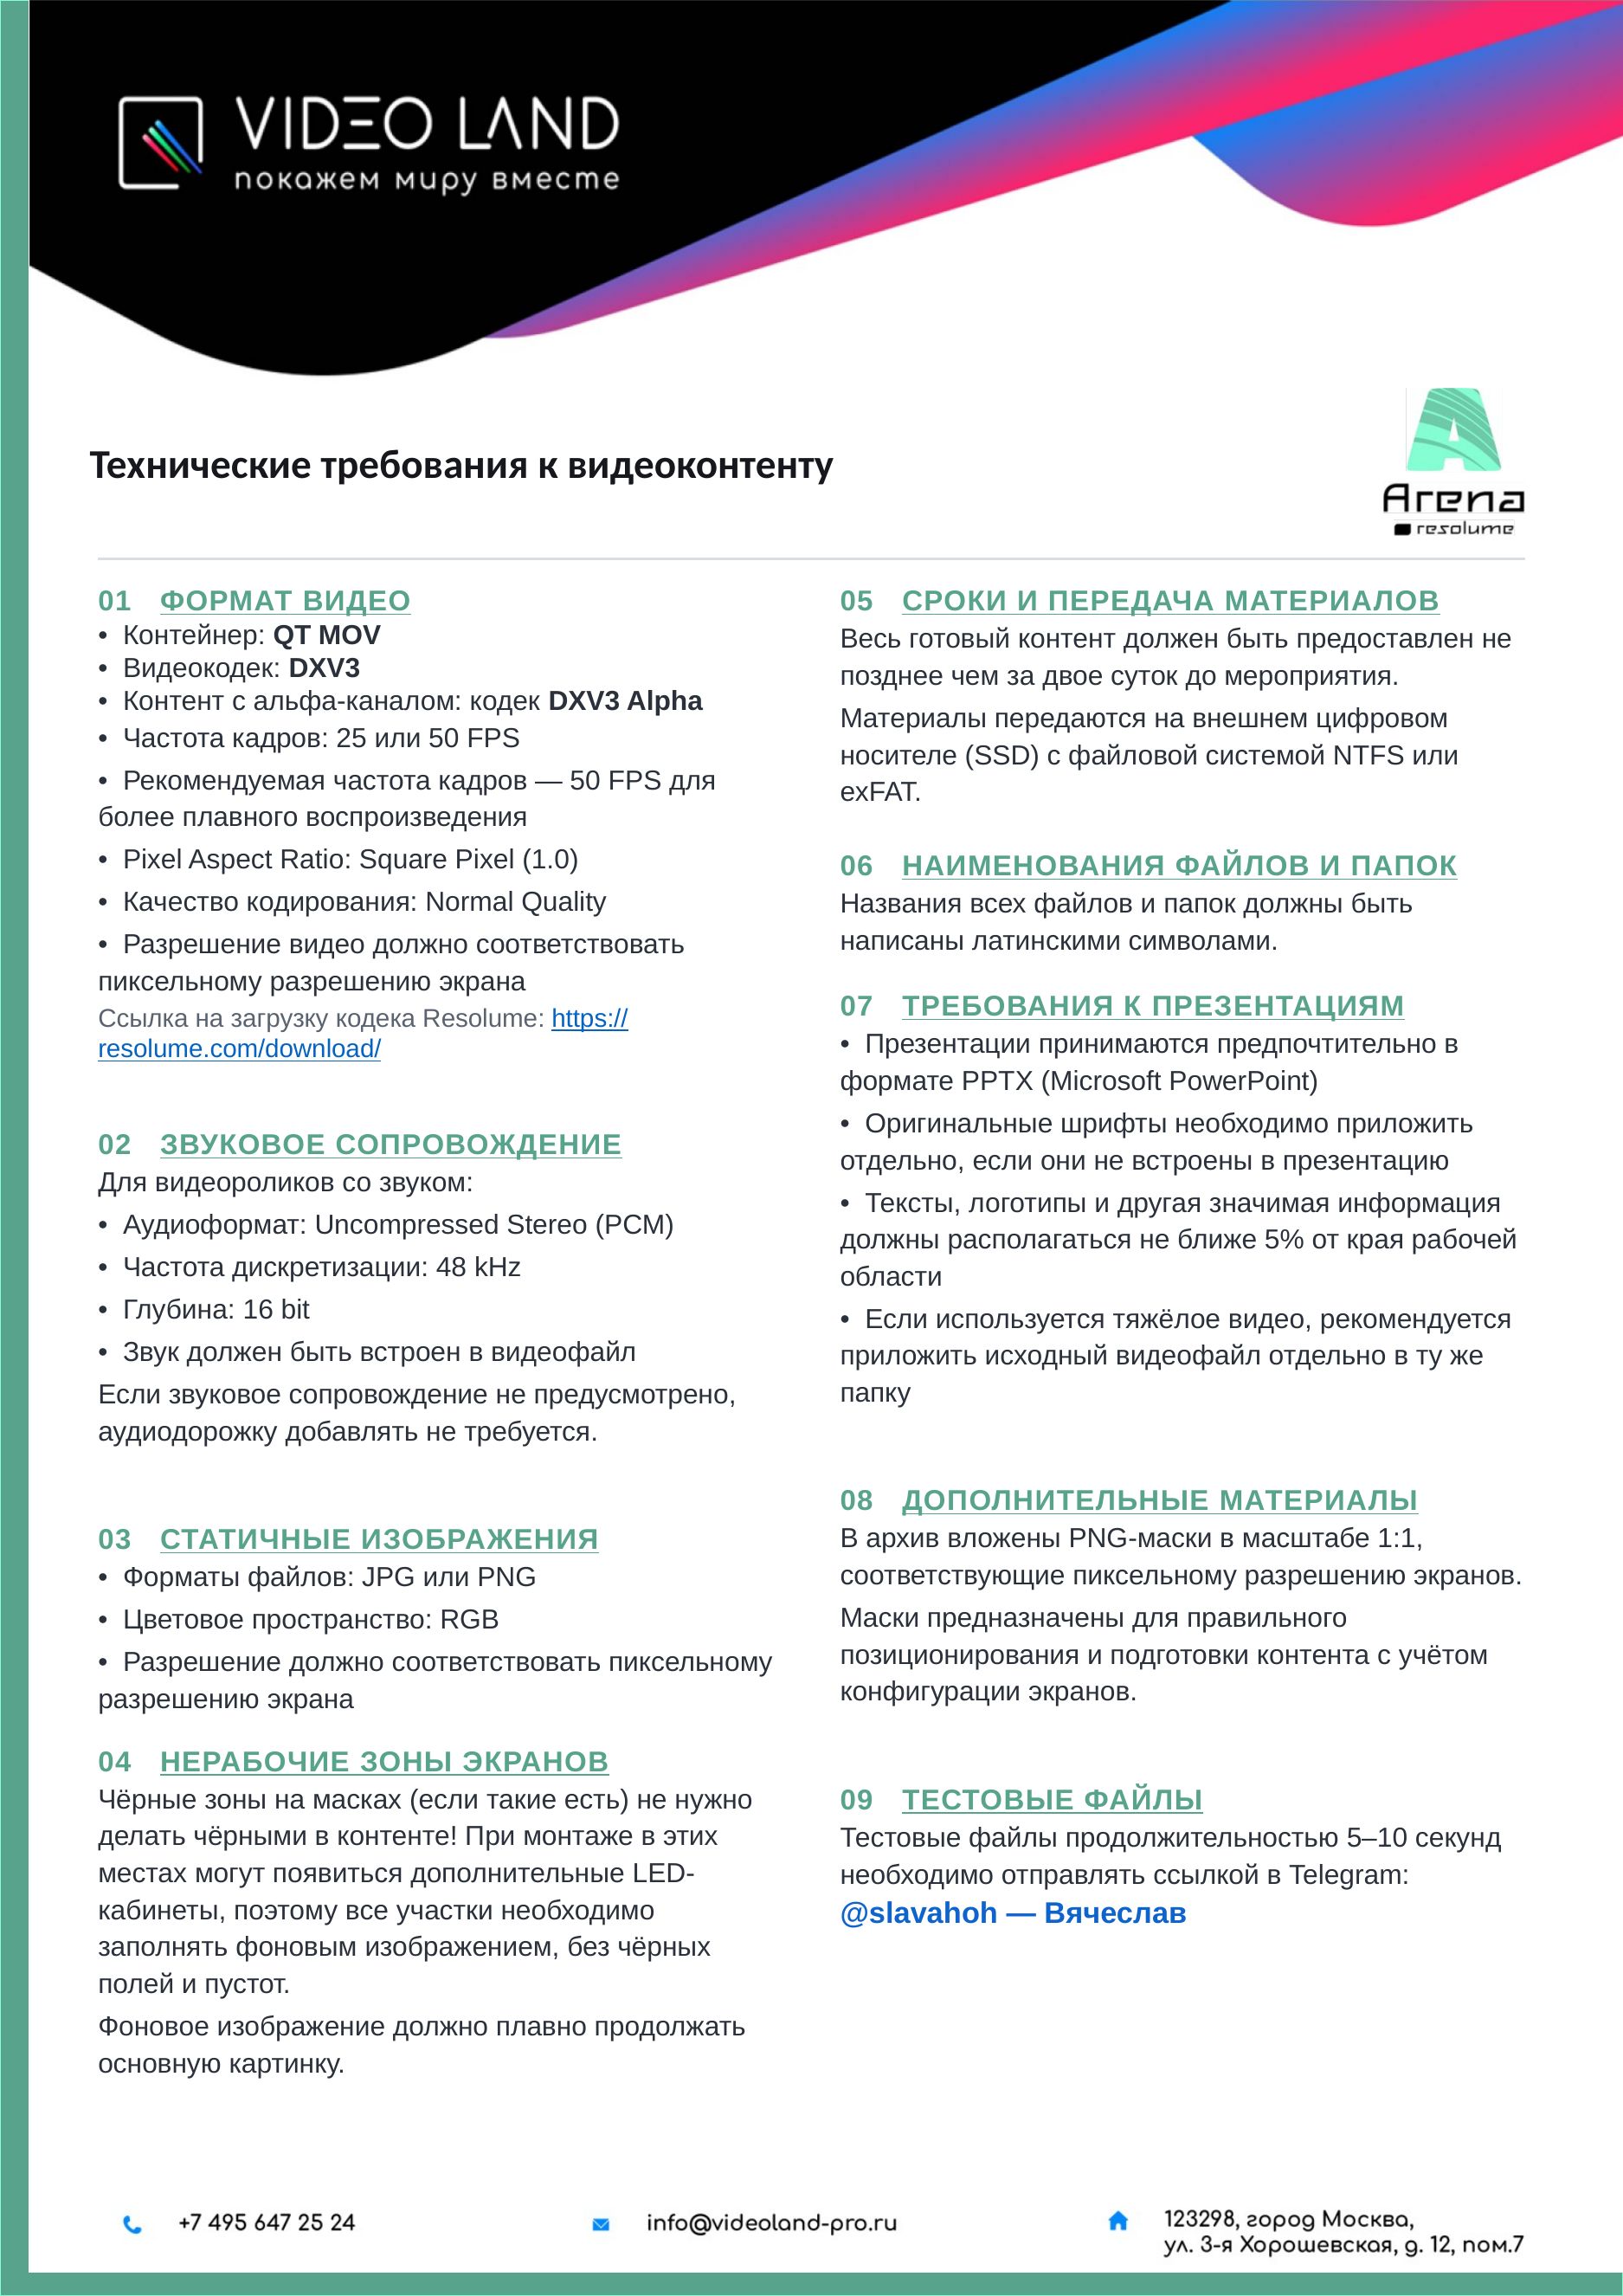 VIDEO LAND
покажем миру вместе
Технические требования к видеоконтенту
Arena
resolume
01 ФОРМАТ ВИДЕО
• Контейнер: QT MOV
• Видеокодек: DXV3
• Контент с альфа-каналом: кодек DXV3 Alpha
• Частота кадров: 25 или 50 FPS
• Рекомендуемая частота кадров — 50 FPS для
более плавного воспроизведения
• Pixel Aspect Ratio: Square Pixel (1.0)
• Качество кодирования: Normal Quality
• Разрешение видео должно соответствовать
пиксельному разрешению экрана
Ссылка на загрузку кодека Resolume: https://
resolume.com/download/
02 ЗВУКОВОЕ СОПРОВОЖДЕНИЕ
Для видеороликов со звуком:
• Аудиоформат: Uncompressed Stereo (PCM)
• Частота дискретизации: 48 kHz
• Глубина: 16 bit
• Звук должен быть встроен в видеофайл
Если звуковое сопровождение не предусмотрено,
аудиодорожку добавлять не требуется.
03 СТАТИЧНЫЕ ИЗОБРАЖЕНИЯ
• Форматы файлов: JPG или PNG
• Цветовое пространство: RGB
• Разрешение должно соответствовать пиксельному
разрешению экрана
04 НЕРАБОЧИЕ ЗОНЫ ЭКРАНОВ
Чёрные зоны на масках (если такие есть) не нужно
делать чёрными в контенте! При монтаже в этих
местах могут появиться дополнительные LED-
кабинеты, поэтому все участки необходимо
заполнять фоновым изображением, без чёрных
полей и пустот.
Фоновое изображение должно плавно продолжать
основную картинку.
05 СРОКИ И ПЕРЕДАЧА МАТЕРИАЛОВ
Весь готовый контент должен быть предоставлен не
позднее чем за двое суток до мероприятия.
Материалы передаются на внешнем цифровом
носителе (SSD) с файловой системой NTFS или
exFAT.
06 НАИМЕНОВАНИЯ ФАЙЛОВ И ПАПОК
Названия всех файлов и папок должны быть
написаны латинскими символами.
07 ТРЕБОВАНИЯ К ПРЕЗЕНТАЦИЯМ
• Презентации принимаются предпочтительно в
формате PPTX (Microsoft PowerPoint)
• Оригинальные шрифты необходимо приложить
отдельно, если они не встроены в презентацию
• Тексты, логотипы и другая значимая информация
должны располагаться не ближе 5% от края рабочей
области
• Если используется тяжёлое видео, рекомендуется
приложить исходный видеофайл отдельно в ту же
папку
08 ДОПОЛНИТЕЛЬНЫЕ МАТЕРИАЛЫ
В архив вложены PNG-маски в масштабе 1:1,
соответствующие пиксельному разрешению экранов.
Маски предназначены для правильного
позиционирования и подготовки контента с учётом
конфигурации экранов.
09 ТЕСТОВЫЕ ФАЙЛЫ
Тестовые файлы продолжительностью 5–10 секунд
необходимо отправлять ссылкой в Telegram:
@slavahoh — Вячеслав
+7 495 647 25 24
info@videoland-pro.ru
123298, город Москва,
ул. 3-я Хорошевская, д. 12, пом.7